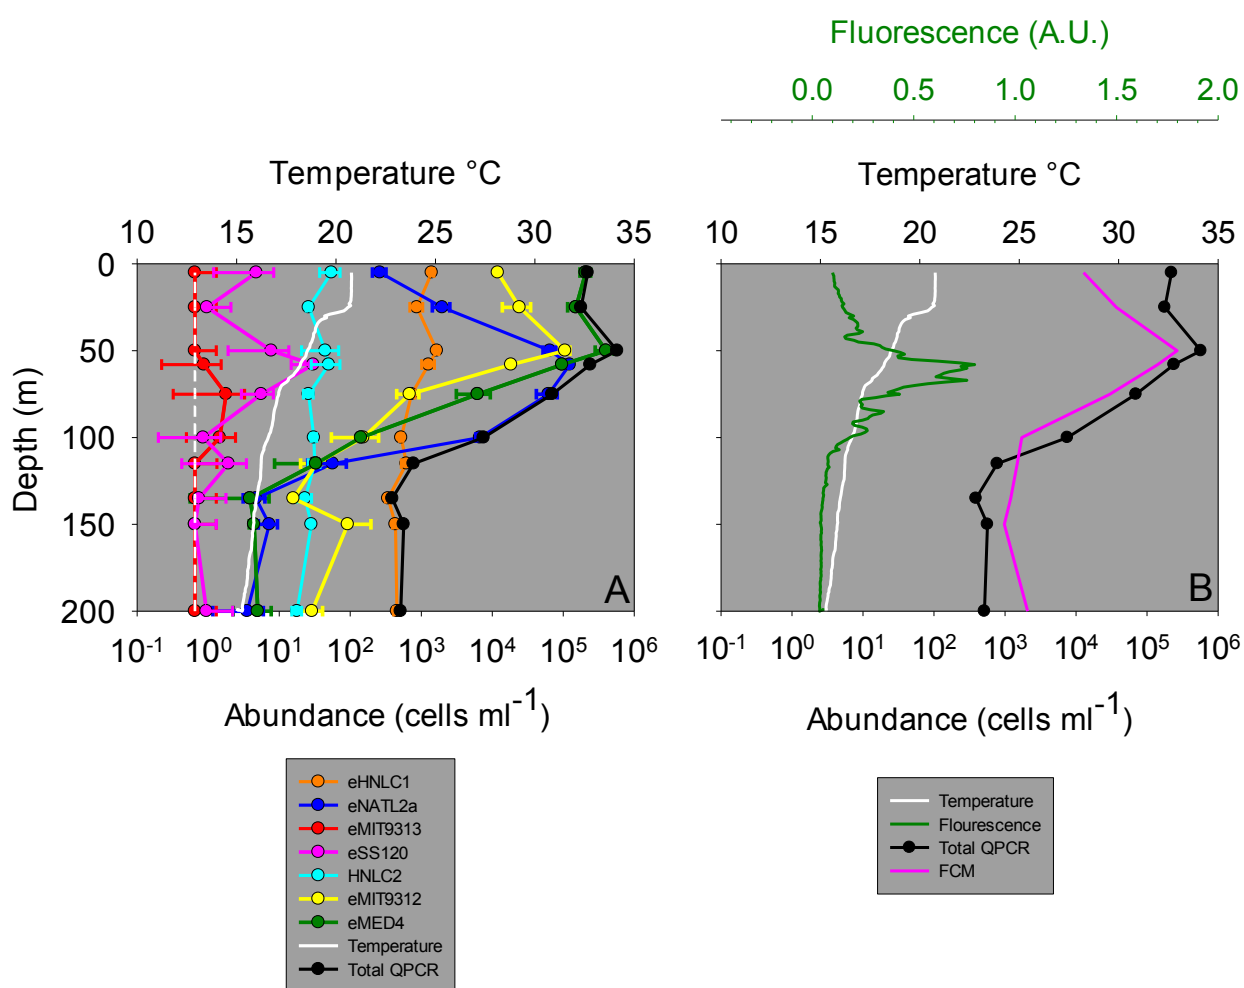 Fluorescence (A.U.)
0.0 0.5 1.0 1.5 2.0
Temperature °C
10 15 20 25 30 35
Temperature °C
10 15 20 25 30 35
0
50
100
150
200
Depth (m)
A
B
10-1 100 101 102 103 104 105 106
Abundance (cells ml-1)
10-1 100 101 102 103 104 105 106
Abundance (cells ml-1)
eHNLC1
eNATL2a
eMIT9313
eSS120
HNLC2
eMIT9312
eMED4
Temperature
Total QPCR
Temperature
Flourescence
Total QPCR
FCM